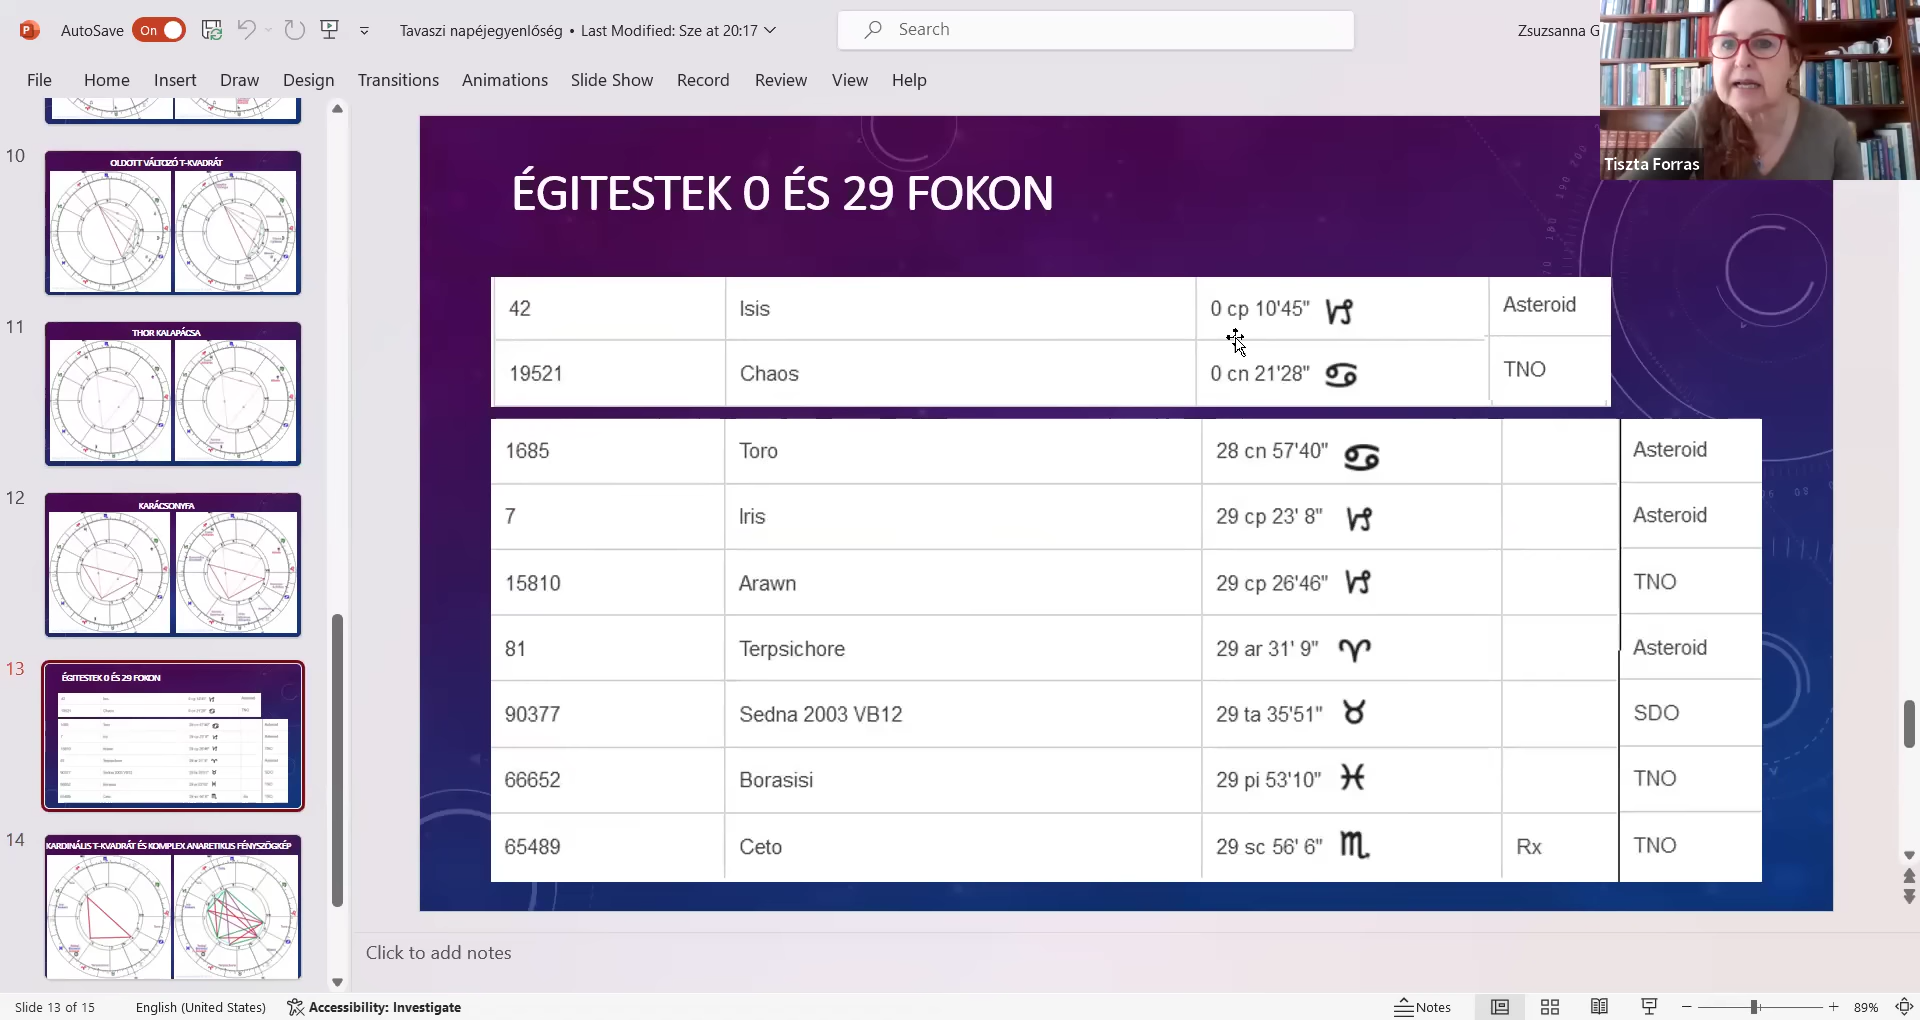 AutoSave On Tavaszi napéjegyenlőség • Last Modified: Sze at 20:17 Search Zsuzsanna G
File Home Insert Draw Design Transitions Animations Slide Show Record Review View Help
Tiszta Forras
10
OLDOTT VÁLTOZÓ T-KVADRÁT
11
THOR KALAPÁCSA
12
KARÁCSONYFA
13
ÉGITESTEK 0 ÉS 29 FOKON
14
KARDINÁLIS T-KVADRÁT ÉS KOMPLEX ANARETIKUS FÉNYSZÖGKÉP
ÉGITESTEK 0 ÉS 29 FOKON
42 Isis 0 cp 10'45" ♑ Asteroid
19521 Chaos 0 cn 21'28" ♋ TNO
1685 Toro 28 cn 57'40" ♋ Asteroid
7 Iris 29 cp 23' 8" ♑ Asteroid
15810 Arawn 29 cp 26'46" ♑ TNO
81 Terpsichore 29 ar 31' 9" ♈ Asteroid
90377 Sedna 2003 VB12 29 ta 35'51" ♉ SDO
66652 Borasisi 29 pi 53'10" ♓ TNO
65489 Ceto 29 sc 56' 6" ♏ Rx TNO
Click to add notes
Slide 13 of 15 English (United States) Accessibility: Investigate Notes 89%